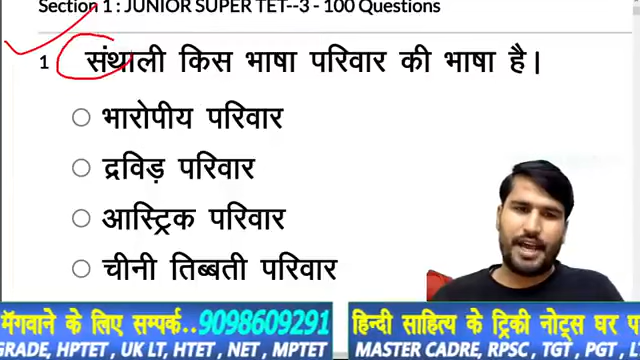 Section 1 : JUNIOR SUPER TET--3 - 100 Questions
1 संथाली किस भाषा परिवार की भाषा है।
भारोपीय परिवार
द्रविड़ परिवार
आस्ट्रिक परिवार
चीनी तिब्बती परिवार
मॅगवाने के लिए सम्पर्क..9098609291
हिन्दी साहित्य के ट्रिकी नोट्स घर
GRADE, HPTET , UK LT, HTET , NET , MPTET
MASTER CADRE, RPSC, TGT , PGT ,